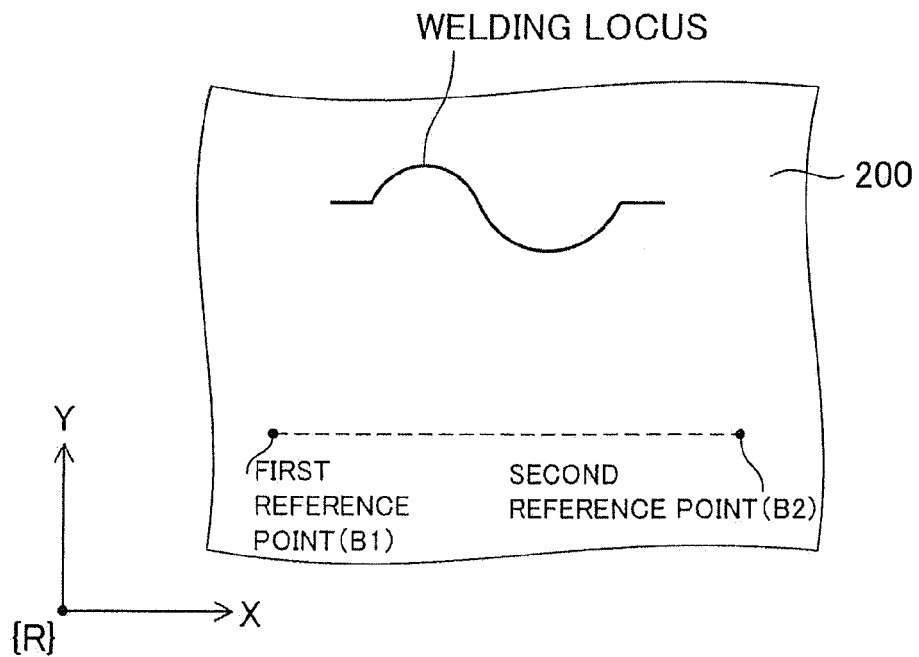 WELDING LOCUS
200
Y
FIRST
REFERENCE
POINT(B1)
SECOND
REFERENCE POINT(B2)
X
{R}